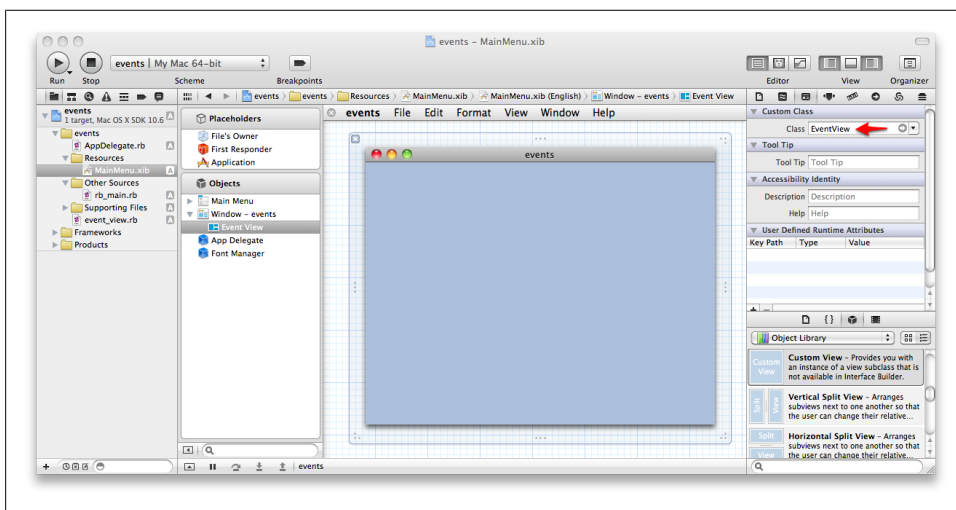 events – MainMenu.xib
events | My Mac 64-bit
Run Stop Scheme Breakpoints Editor View Organizer
events
1 target, Mac OS X SDK 10.6
events
AppDelegate.rb
Resources
MainMenu.xib
Other Sources
rb_main.rb
Supporting Files
event_view.rb
Frameworks
Products
events Resources MainMenu.xib MainMenu.xib (English) Window – events Event View
Placeholders
File's Owner
First Responder
Application
Objects
Main Menu
Window – events
Event View
App Delegate
Font Manager
events File Edit Format View Window Help
events
events
Custom Class
Class EventView
Tool Tip
Tool Tip Tool Tip
Accessibility Identity
Description Description
Help Help
User Defined Runtime Attributes
Key Path Type Value
Object Library
Custom View
Custom View – Provides you with
an instance of a view subclass that is
not available in Interface Builder.
Split View
Vertical Split View – Arranges
subviews next to one another so that
the user can change their relative...
Split
View
Horizontal Split View – Arranges
subviews next to one another so that
the user can change their relative...